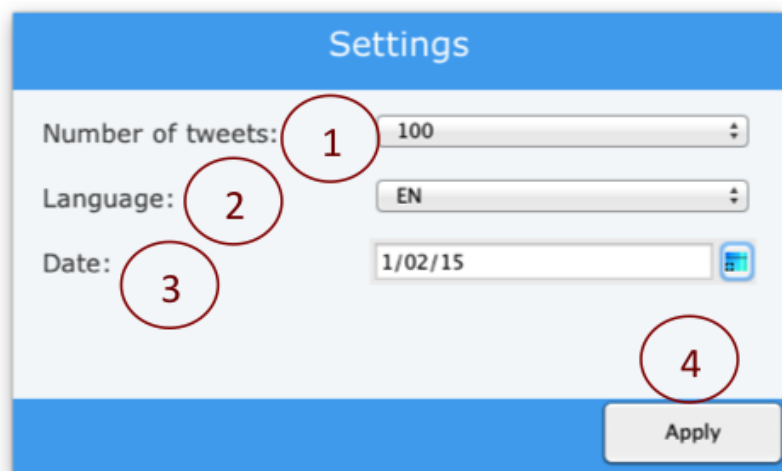 Settings
Number of tweets: 1 100
Language: 2 EN
Date: 3 1/02/15
4
Apply